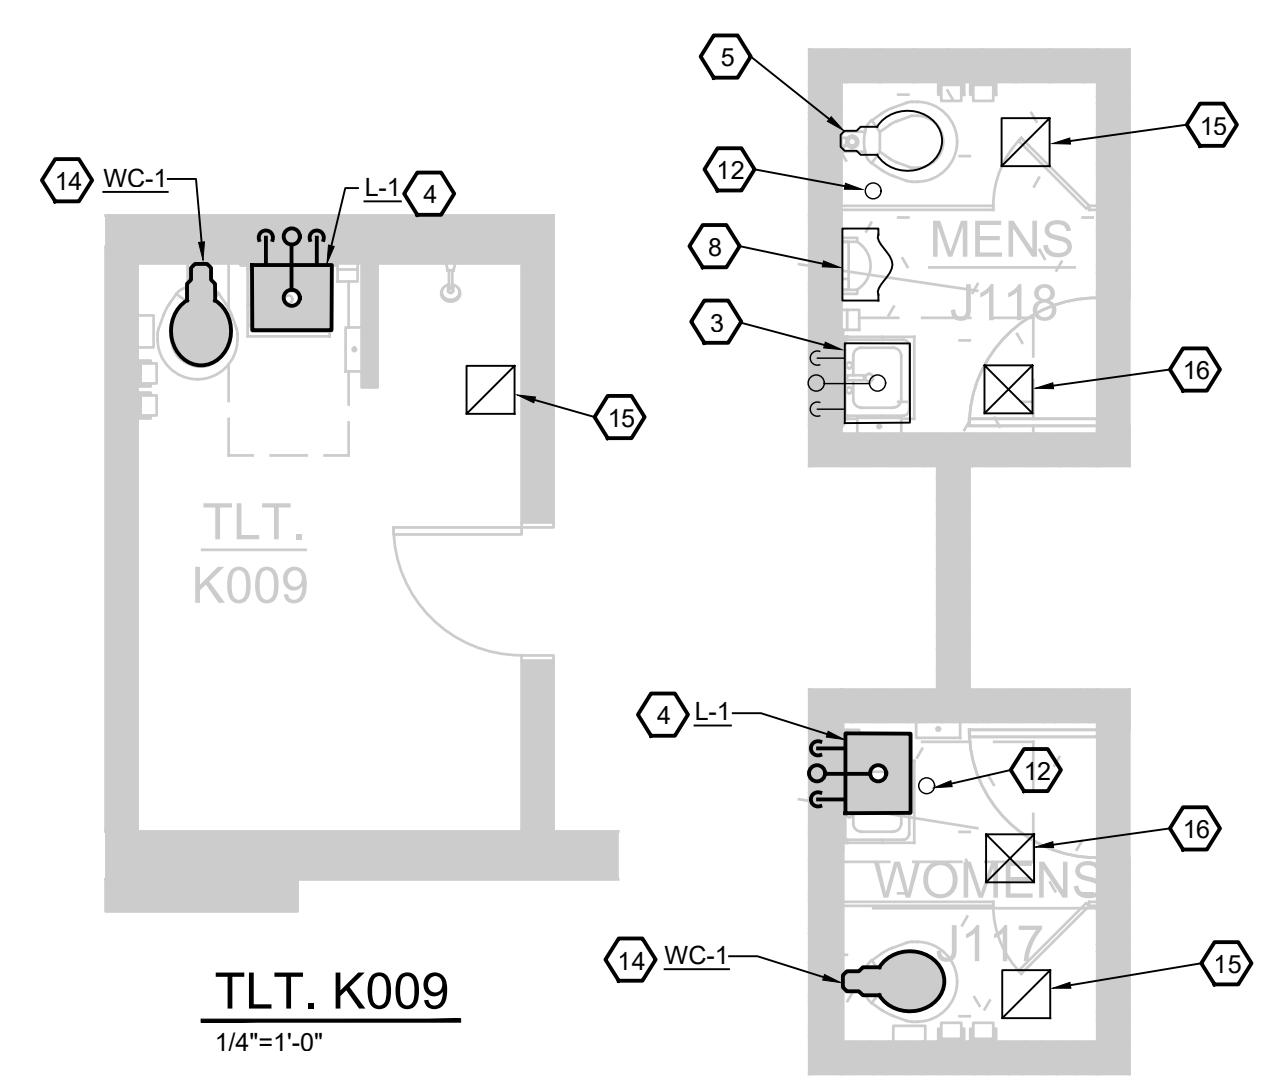 14 WC-1
L-1 4
15
TLT.
K009
TLT. K009
1/4"=1'-0"
5
15
12
8
MENS
J118
3
16
4 L-1
12
16
WOMENS
J117
14 WC-1
15